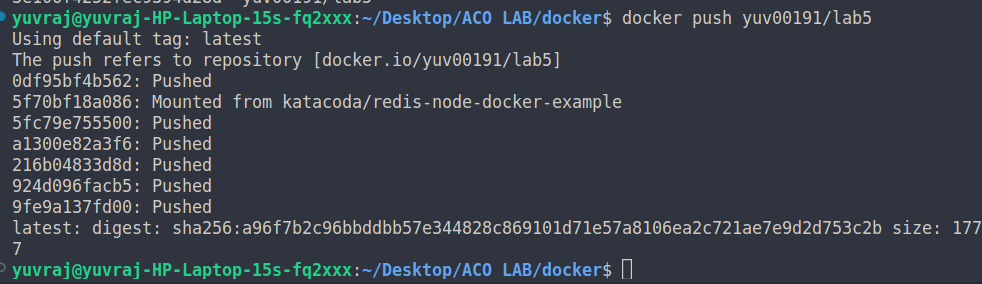 yuvraj@yuvraj-HP-Laptop-15s-fq2xxx:~/Desktop/ACO LAB/docker$ docker push yuv00191/lab5
Using default tag: latest
The push refers to repository [docker.io/yuv00191/lab5]
0df95bf4b562: Pushed
5f70bf18a086: Mounted from katacoda/redis-node-docker-example
5fc79e755500: Pushed
a1300e82a3f6: Pushed
216b04833d8d: Pushed
924d096facb5: Pushed
9fe9a137fd00: Pushed
latest: digest: sha256:a96f7b2c96bbddbb57e344828c869101d71e57a8106ea2c721ae7e9d2d753c2b size: 177
7
yuvraj@yuvraj-HP-Laptop-15s-fq2xxx:~/Desktop/ACO LAB/docker$